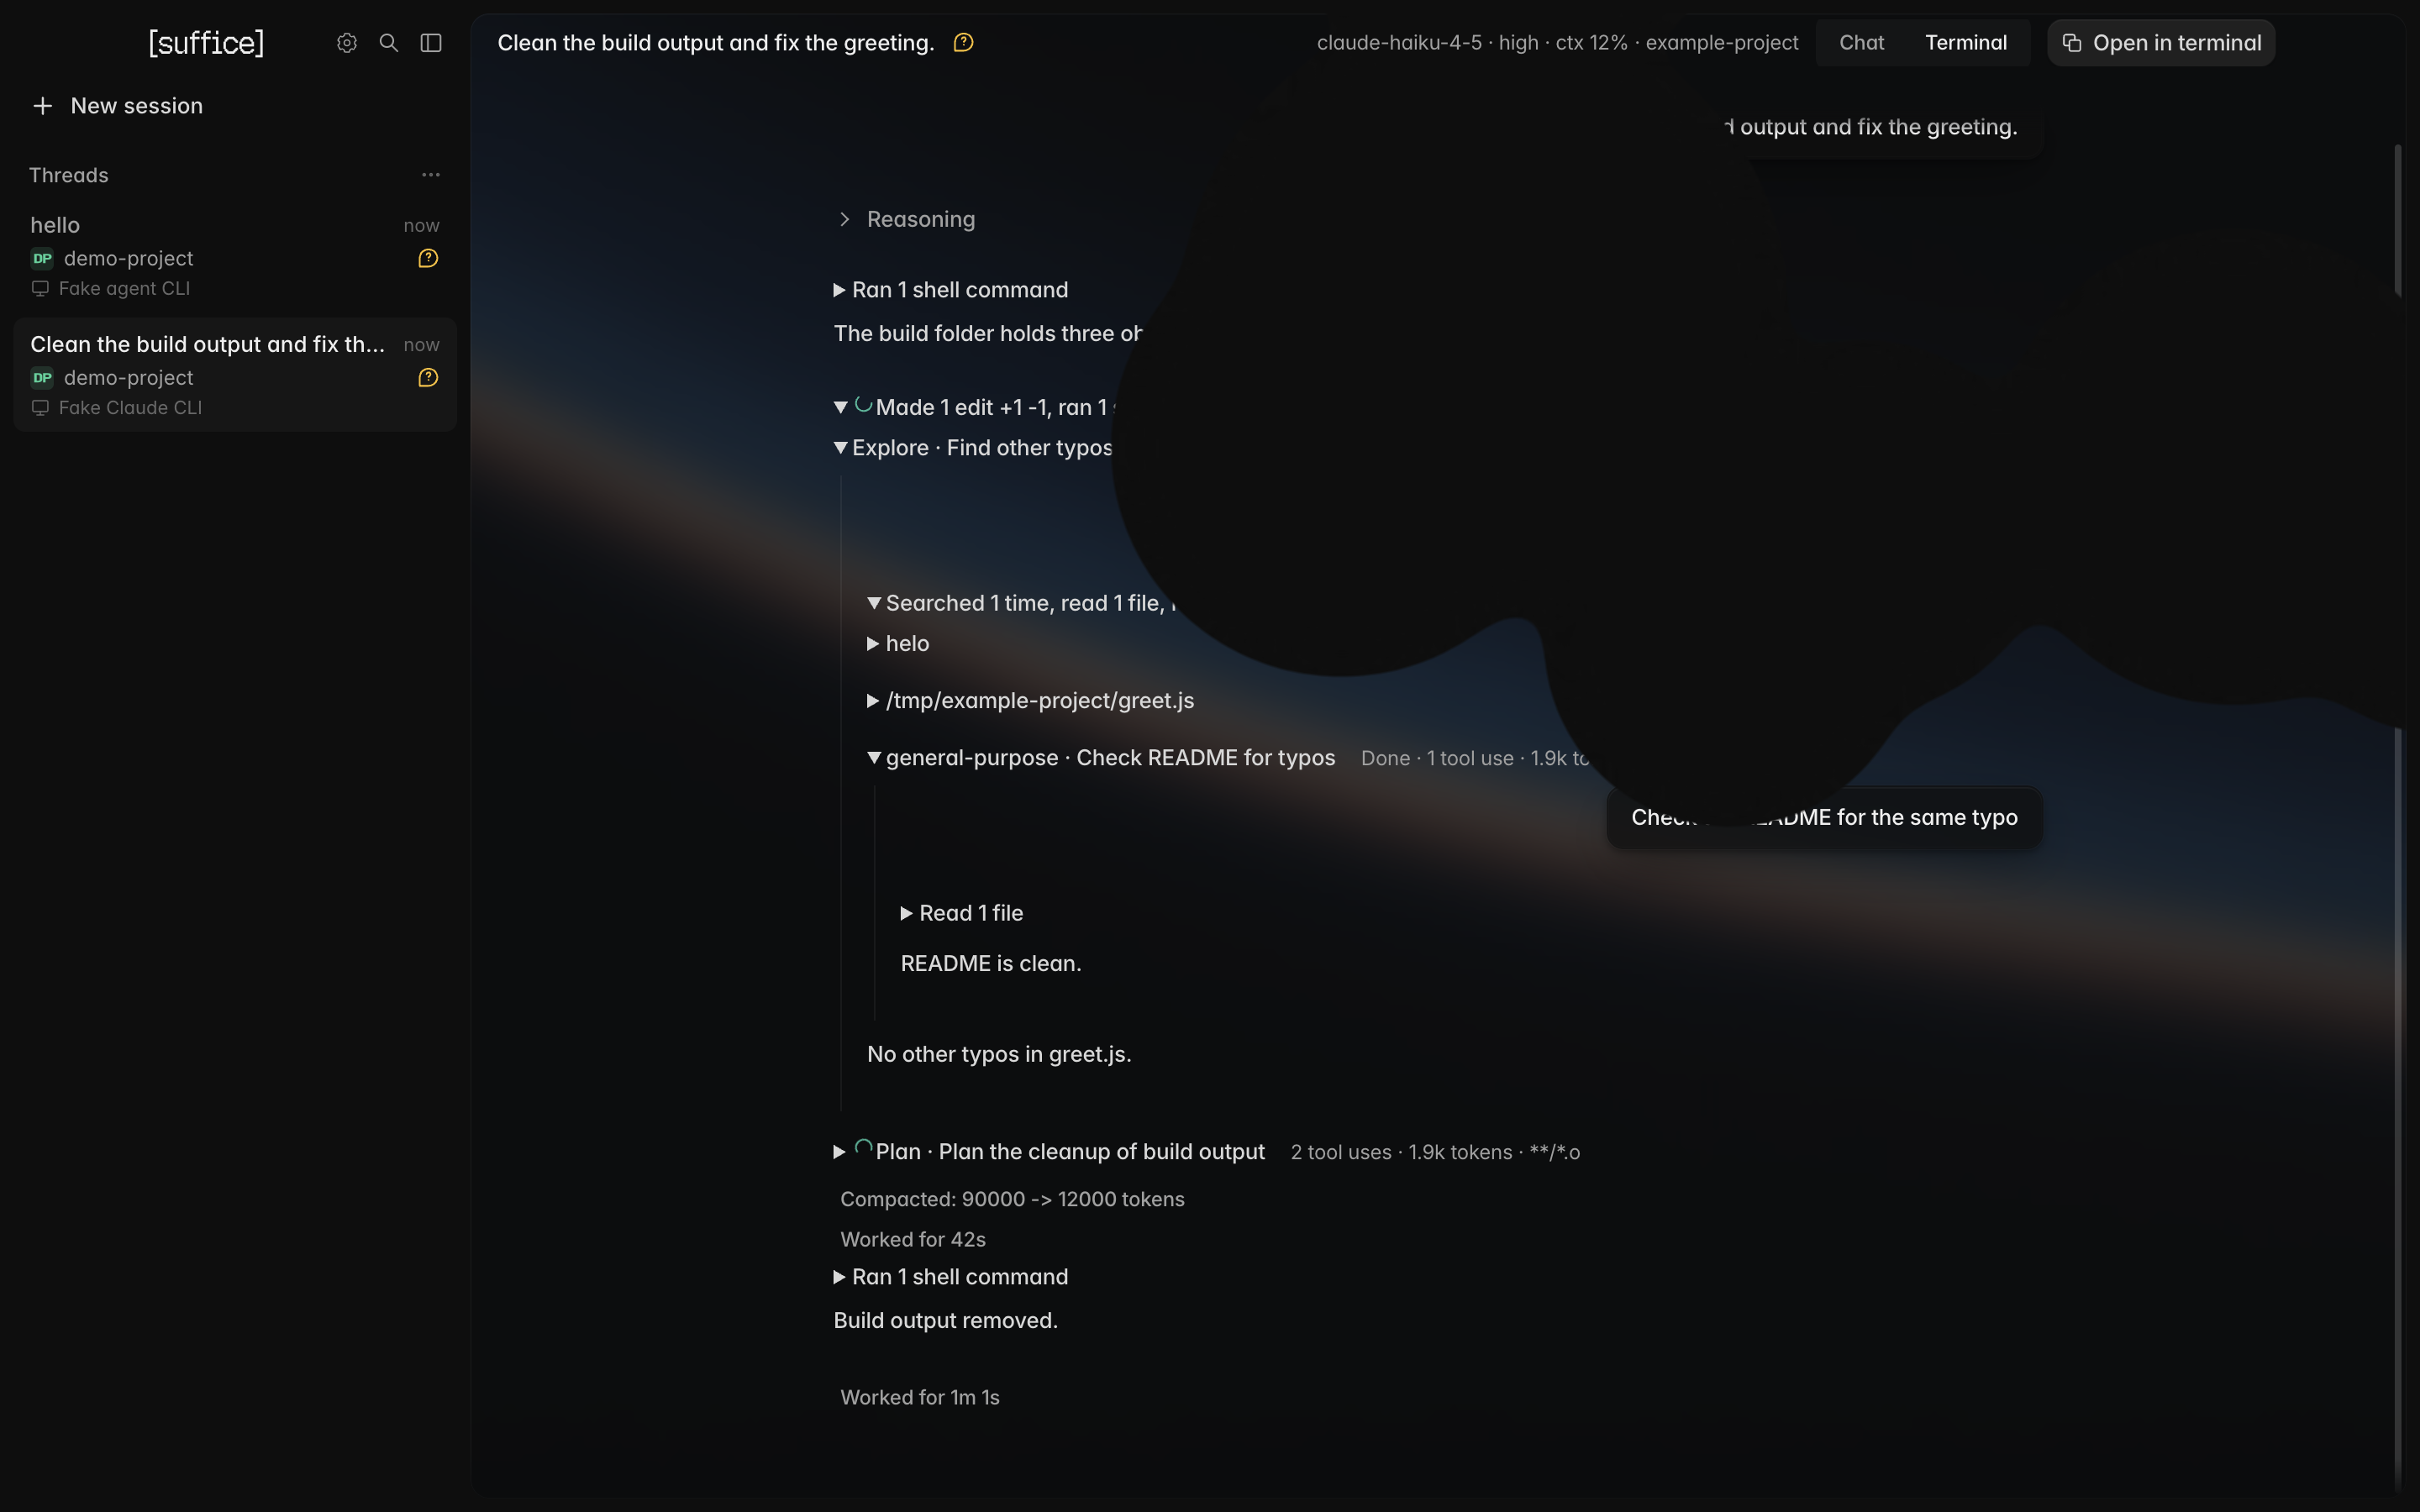 [suffice]
New session
Threads
hello now
DP demo-project
Fake agent CLI
Clean the build output and fix th... now
DP demo-project
Fake Claude CLI
Clean the build output and fix the greeting.
claude-haiku-4-5 · high · ctx 12% · example-project
Chat Terminal
Open in terminal
output and fix the greeting.
Reasoning
Ran 1 shell command
The build folder holds three
Made 1 edit +1 -1, ran 1
Explore · Find other typos
Searched 1 time, read 1 file,
helo
/tmp/example-project/greet.js
general-purpose · Check README for typos Done · 1 tool use · 1.9k
for the same typo
Read 1 file
README is clean.
No other typos in greet.js.
Plan · Plan the cleanup of build output 2 tool uses · 1.9k tokens · **/*.o
Compacted: 90000 -> 12000 tokens
Worked for 42s
Ran 1 shell command
Build output removed.
Worked for 1m 1s